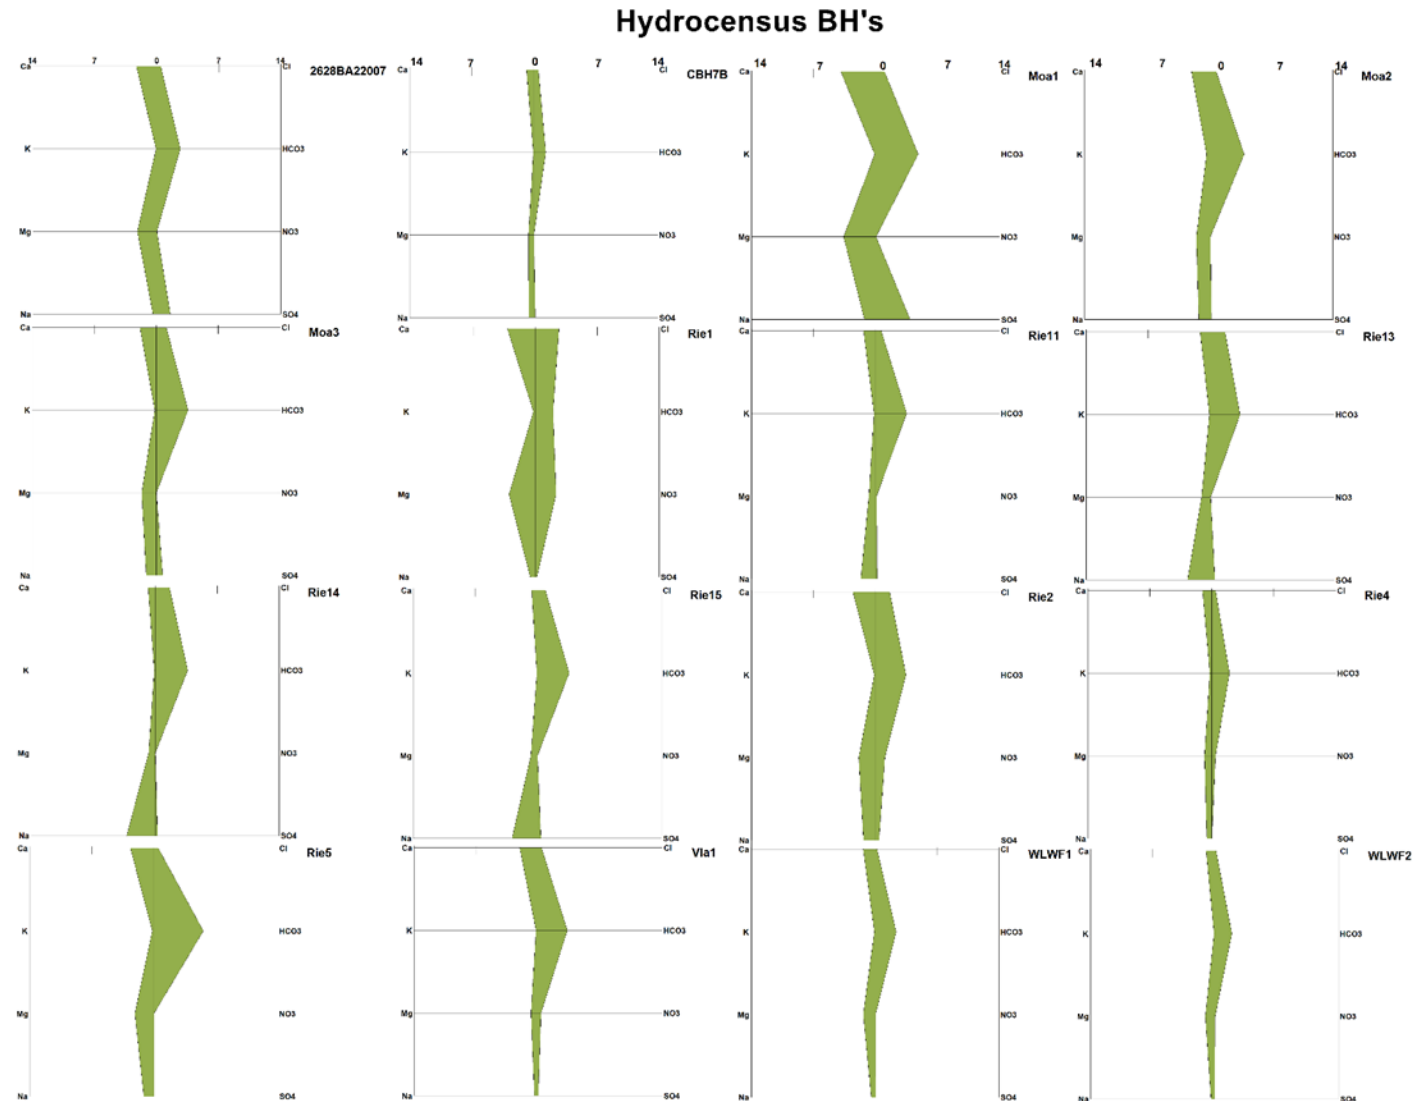 Hydrocensus BH's
14 7 0 7 14
Ca Cl 2628BA22007
K HCO3
Mg NO3
Na SO4
14 7 0 7 14
Ca Cl CBH7B
K HCO3
Mg NO3
Na SO4
14 7 0 7 14
Ca Cl Moa1
K HCO3
Mg NO3
Na SO4
14 7 0 7 14
Ca Cl Moa2
K HCO3
Mg NO3
Na SO4
Ca Cl Moa3
K HCO3
Mg NO3
Na SO4
Ca Cl Rie1
K HCO3
Mg NO3
Na SO4
Ca Cl Rie11
K HCO3
Mg NO3
Na SO4
Ca Cl Rie13
K HCO3
Mg NO3
Na SO4
Ca Cl Rie14
K HCO3
Mg NO3
Na SO4
Ca Cl Rie15
K HCO3
Mg NO3
Na SO4
Ca Cl Rie2
K HCO3
Mg NO3
Na SO4
Ca Cl Rie4
K HCO3
Mg NO3
Na SO4
Ca Cl Rie5
K HCO3
Mg NO3
Na SO4
Ca Cl Vla1
K HCO3
Mg NO3
Na SO4
Ca Cl WLWF1
K HCO3
Mg NO3
Na SO4
Ca Cl WLWF2
K HCO3
Mg NO3
Na SO4